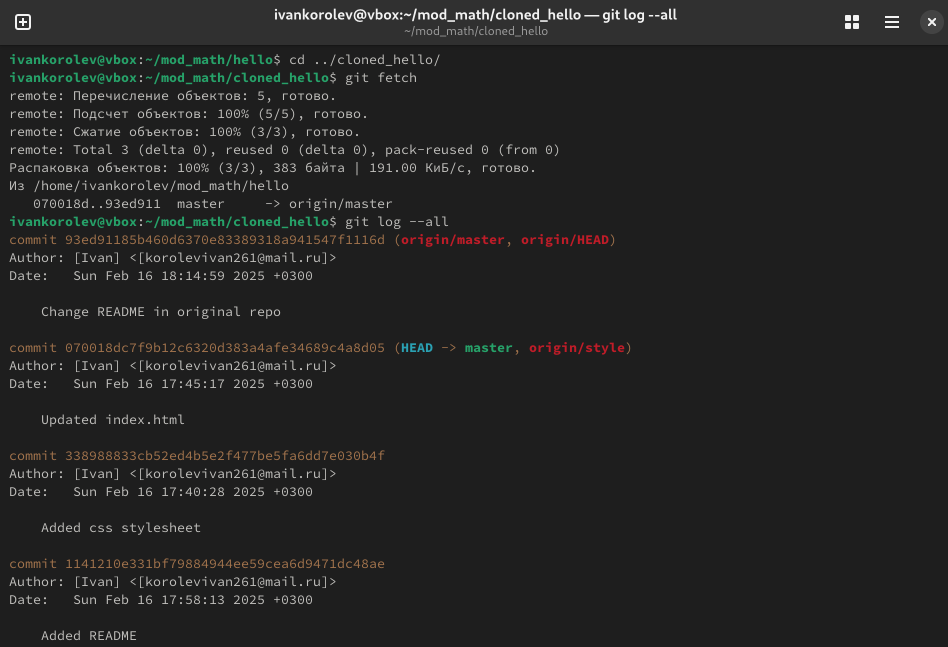 ivankorolev@vbox:~/mod_math/cloned_hello — git log --all
~/mod_math/cloned_hello
ivankorolev@vbox:~/mod_math/hello$ cd ../cloned_hello/
ivankorolev@vbox:~/mod_math/cloned_hello$ git fetch
remote: Перечисление объектов: 5, готово.
remote: Подсчет объектов: 100% (5/5), готово.
remote: Сжатие объектов: 100% (3/3), готово.
remote: Total 3 (delta 0), reused 0 (delta 0), pack-reused 0 (from 0)
Распаковка объектов: 100% (3/3), 383 байта | 191.00 КиБ/с, готово.
Из /home/ivankorolev/mod_math/hello
   070018d..93ed911  master     -> origin/master
ivankorolev@vbox:~/mod_math/cloned_hello$ git log --all
commit 93ed91185b460d6370e83389318a941547f1116d (origin/master, origin/HEAD)
Author: [Ivan] <[korolevivan261@mail.ru]>
Date:   Sun Feb 16 18:14:59 2025 +0300
    Change README in original repo
commit 070018dc7f9b12c6320d383a4afe34689c4a8d05 (HEAD -> master, origin/style)
Author: [Ivan] <[korolevivan261@mail.ru]>
Date:   Sun Feb 16 17:45:17 2025 +0300
    Updated index.html
commit 338988833cb52ed4b5e2f477be5fa6dd7e030b4f
Author: [Ivan] <[korolevivan261@mail.ru]>
Date:   Sun Feb 16 17:40:28 2025 +0300
    Added css stylesheet
commit 1141210e331bf79884944ee59cea6d9471dc48ae
Author: [Ivan] <[korolevivan261@mail.ru]>
Date:   Sun Feb 16 17:58:13 2025 +0300
    Added README